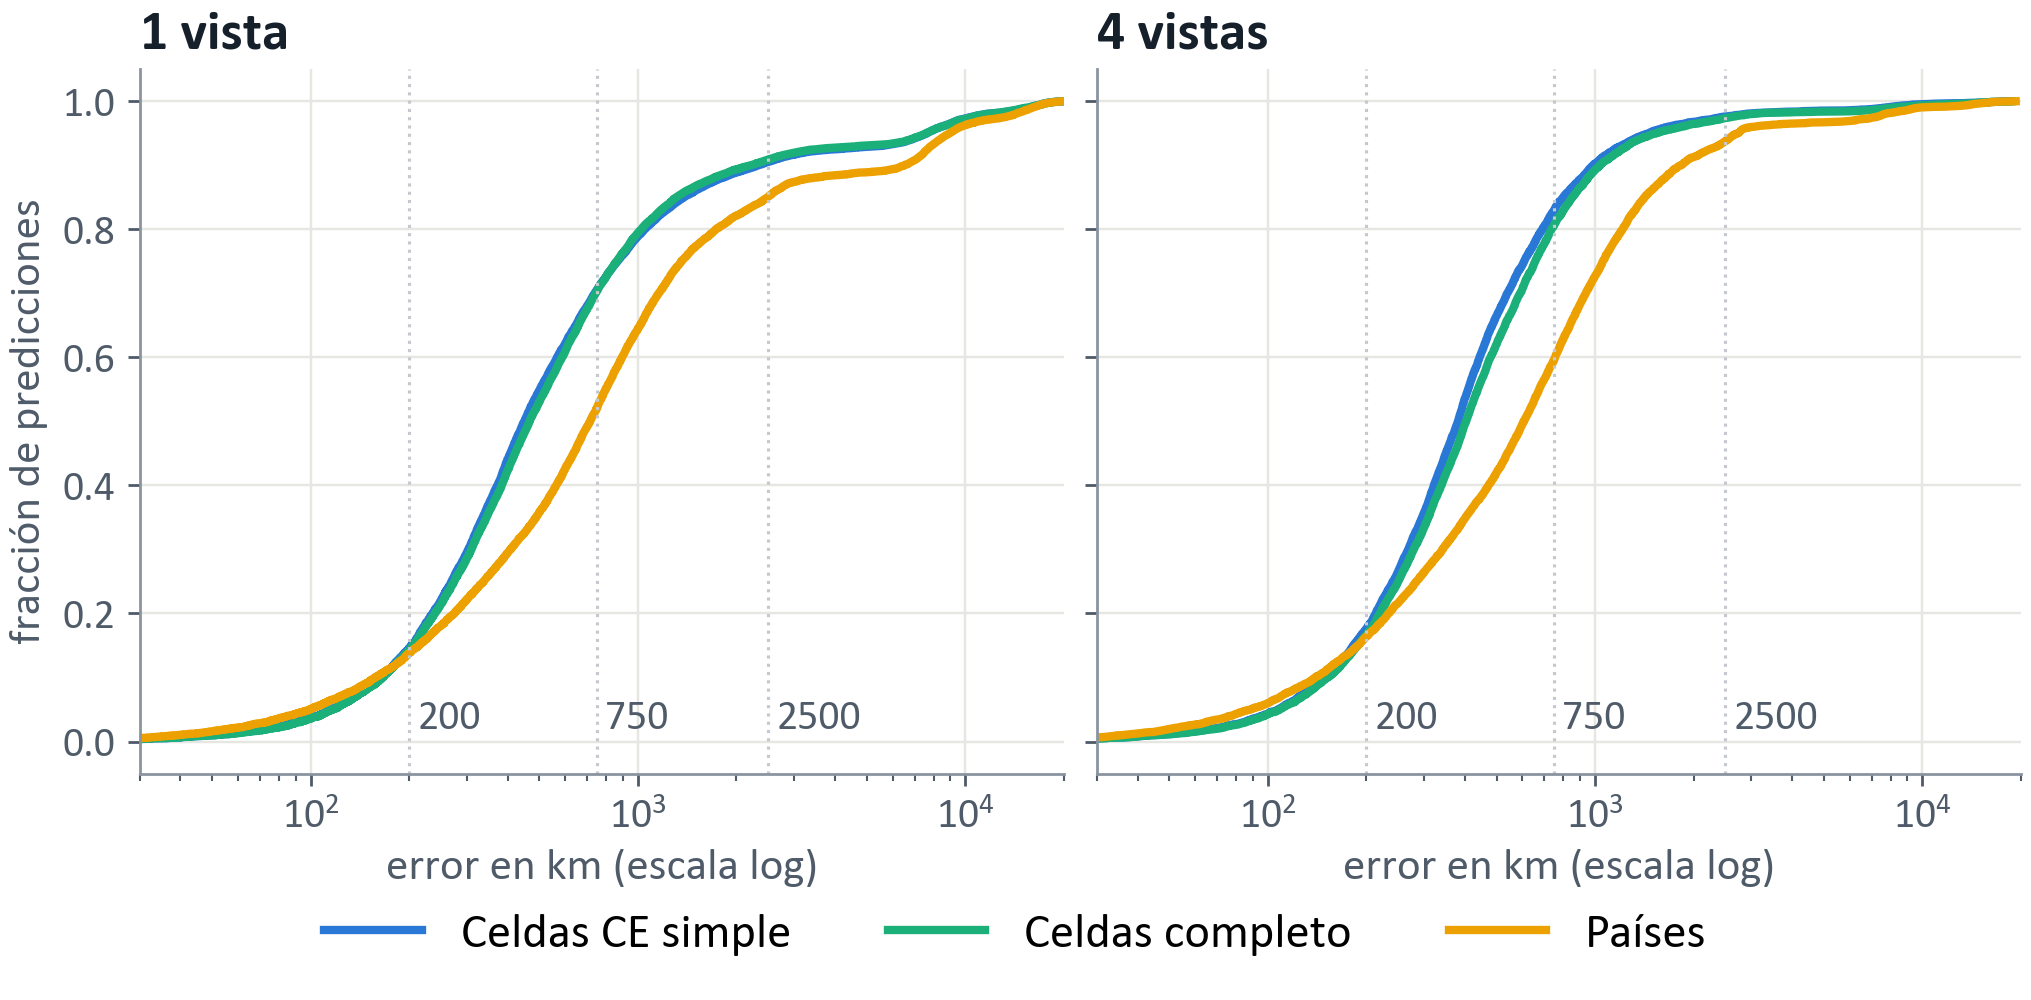 1 vista
4 vistas
fracción de predicciones
1.0
0.8
0.6
0.4
0.2
0.0
200
750
2500
200
750
2500
10²
10³
10⁴
10²
10³
10⁴
error en km (escala log)
error en km (escala log)
Celdas CE simple
Celdas completo
Países